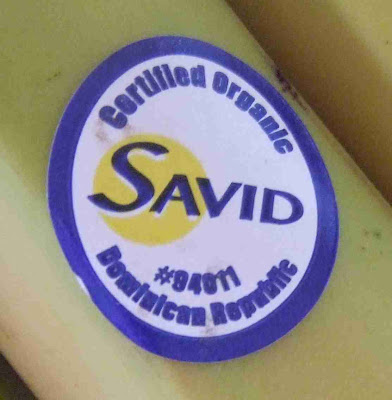 Certified Organic
SAVID
#94011
Dominican Republic